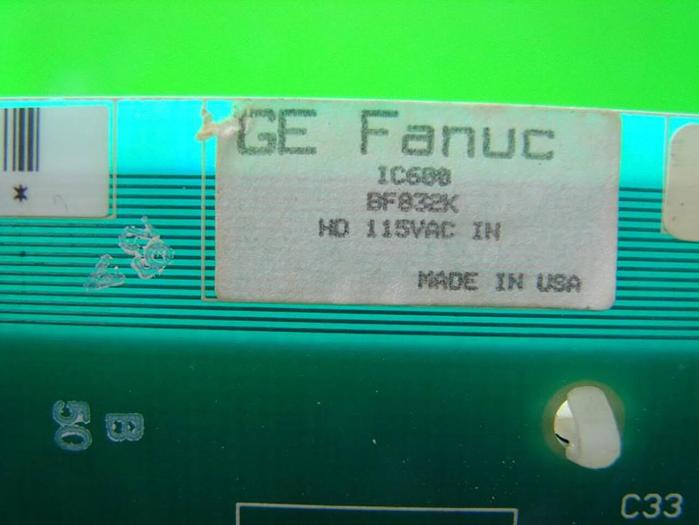 GE Fanuc
IC600
BF832K
HD 115VAC IN
MADE IN USA
*
B
50
C33